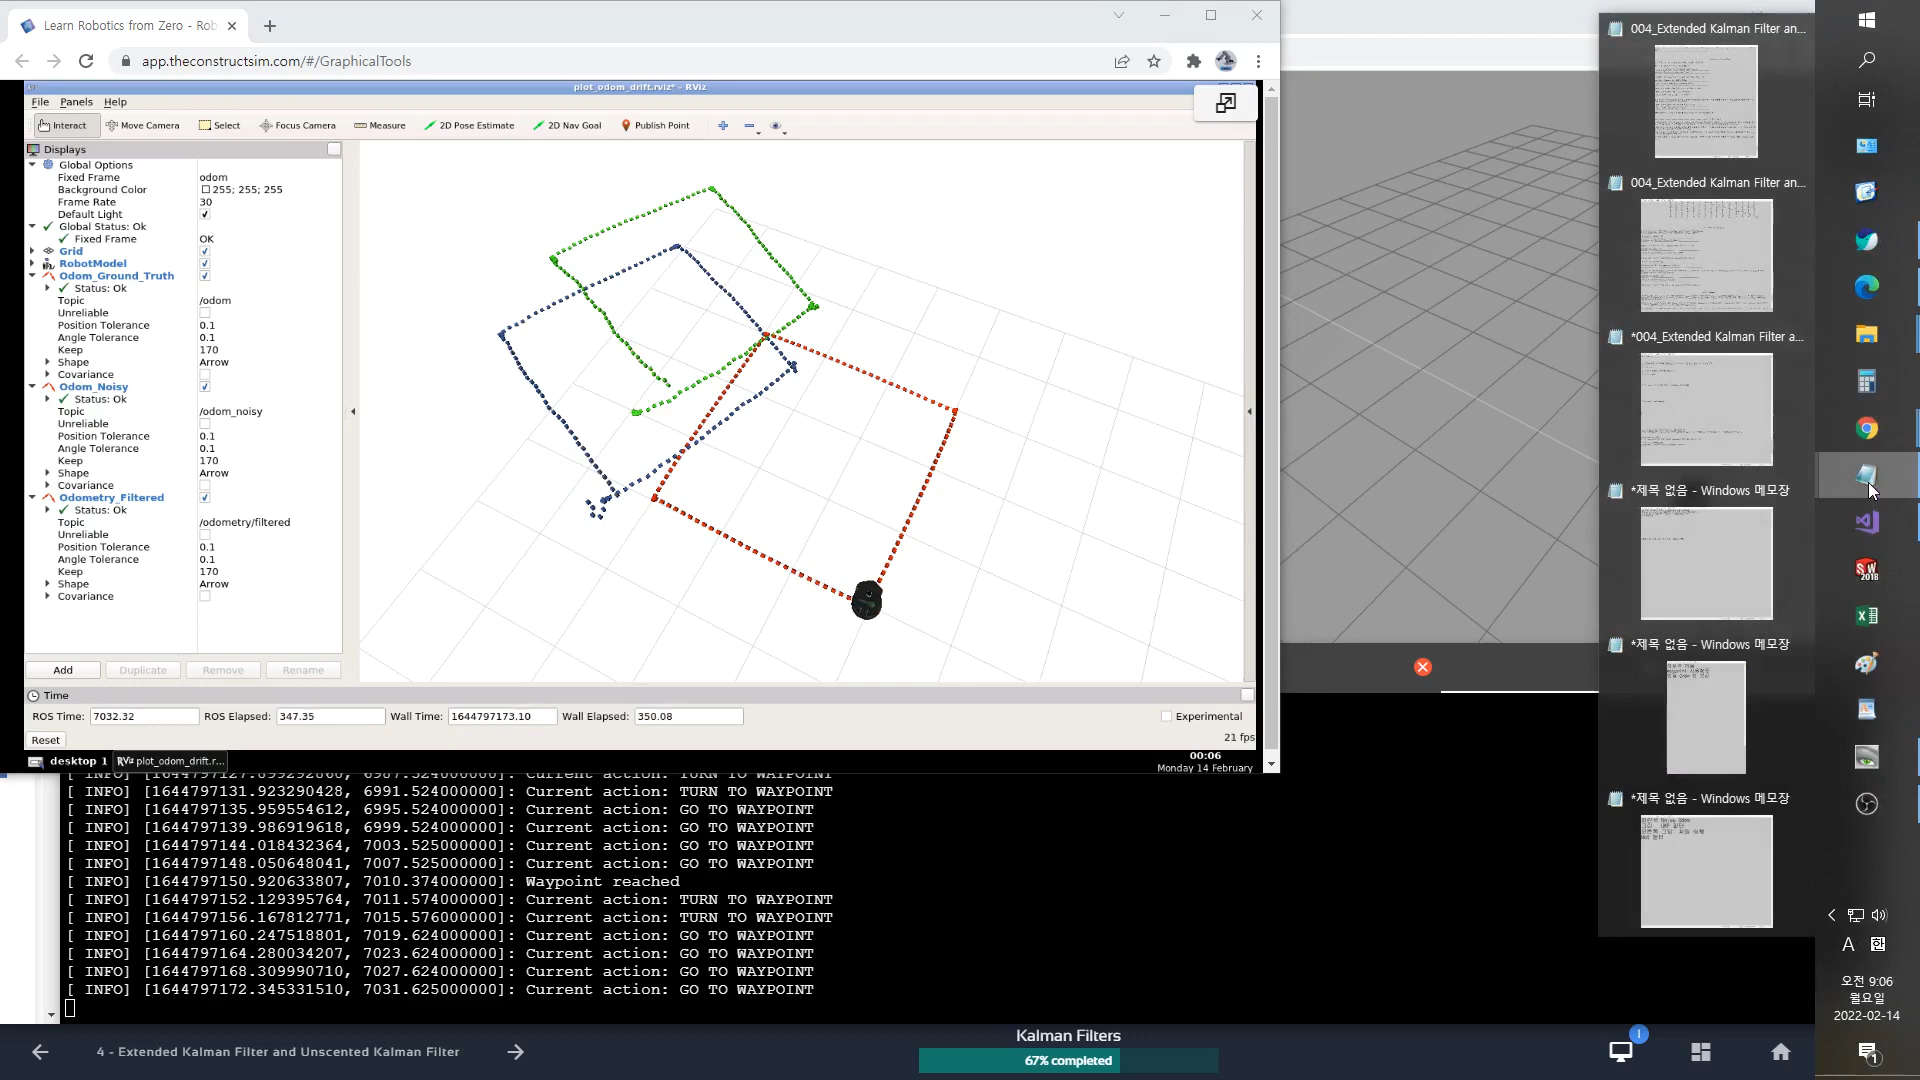 Learn Robotics from Zero - Rob
app.theconstructsim.com/#/GraphicalTools
plot_odom_drift.rviz* - RViz
File Panels Help
Interact Move Camera Select Focus Camera Measure 2D Pose Estimate 2D Nav Goal Publish Point
Displays
Global Options
Fixed Frame odom
Background Color 255; 255; 255
Frame Rate 30
Default Light
Global Status: Ok
Fixed Frame OK
Grid
RobotModel
Odom_Ground_Truth
Status: Ok
Topic /odom
Unreliable
Position Tolerance 0.1
Angle Tolerance 0.1
Keep 170
Shape Arrow
Covariance
Odom_Noisy
Status: Ok
Topic /odom_noisy
Unreliable
Position Tolerance 0.1
Angle Tolerance 0.1
Keep 170
Shape Arrow
Covariance
Odometry_Filtered
Status: Ok
Topic /odometry/filtered
Unreliable
Position Tolerance 0.1
Angle Tolerance 0.1
Keep 170
Shape Arrow
Covariance
Add Duplicate Remove Rename
Time
ROS Time: 7032.32 ROS Elapsed: 347.35 Wall Time: 1644797173.10 Wall Elapsed: 350.08 Experimental
Reset 21 fps
desktop 1 RViz plot_odom_drift.r... 00:06
Monday 14 February
[ INFO] [1644797127.899292860, 6987.524000000]: Current action: TURN TO WAYPOINT
[ INFO] [1644797131.923290428, 6991.524000000]: Current action: TURN TO WAYPOINT
[ INFO] [1644797135.959554612, 6995.524000000]: Current action: GO TO WAYPOINT
[ INFO] [1644797139.986919618, 6999.524000000]: Current action: GO TO WAYPOINT
[ INFO] [1644797144.018432364, 7003.525000000]: Current action: GO TO WAYPOINT
[ INFO] [1644797148.050648041, 7007.525000000]: Current action: GO TO WAYPOINT
[ INFO] [1644797150.920633807, 7010.374000000]: Waypoint reached
[ INFO] [1644797152.129395764, 7011.574000000]: Current action: TURN TO WAYPOINT
[ INFO] [1644797156.167812771, 7015.576000000]: Current action: TURN TO WAYPOINT
[ INFO] [1644797160.247518801, 7019.624000000]: Current action: GO TO WAYPOINT
[ INFO] [1644797164.280034207, 7023.624000000]: Current action: GO TO WAYPOINT
[ INFO] [1644797168.309990710, 7027.624000000]: Current action: GO TO WAYPOINT
[ INFO] [1644797172.345331510, 7031.625000000]: Current action: GO TO WAYPOINT
4 - Extended Kalman Filter and Unscented Kalman Filter
Kalman Filters
67% completed
1
004_Extended Kalman Filter an...
004_Extended Kalman Filter an...
*004_Extended Kalman Filter a...
*제목 없음 - Windows 메모장
*제목 없음 - Windows 메모장
*제목 없음 - Windows 메모장
SW
2018
A 한
오전 9:06
월요일
2022-02-14
1